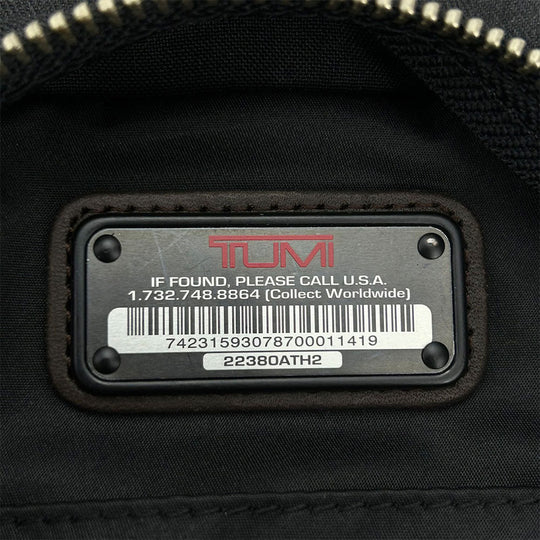 TUMI
IF FOUND, PLEASE CALL U.S.A.
1.732.748.8864 (Collect Worldwide)
74231593078700011419
22380ATH2